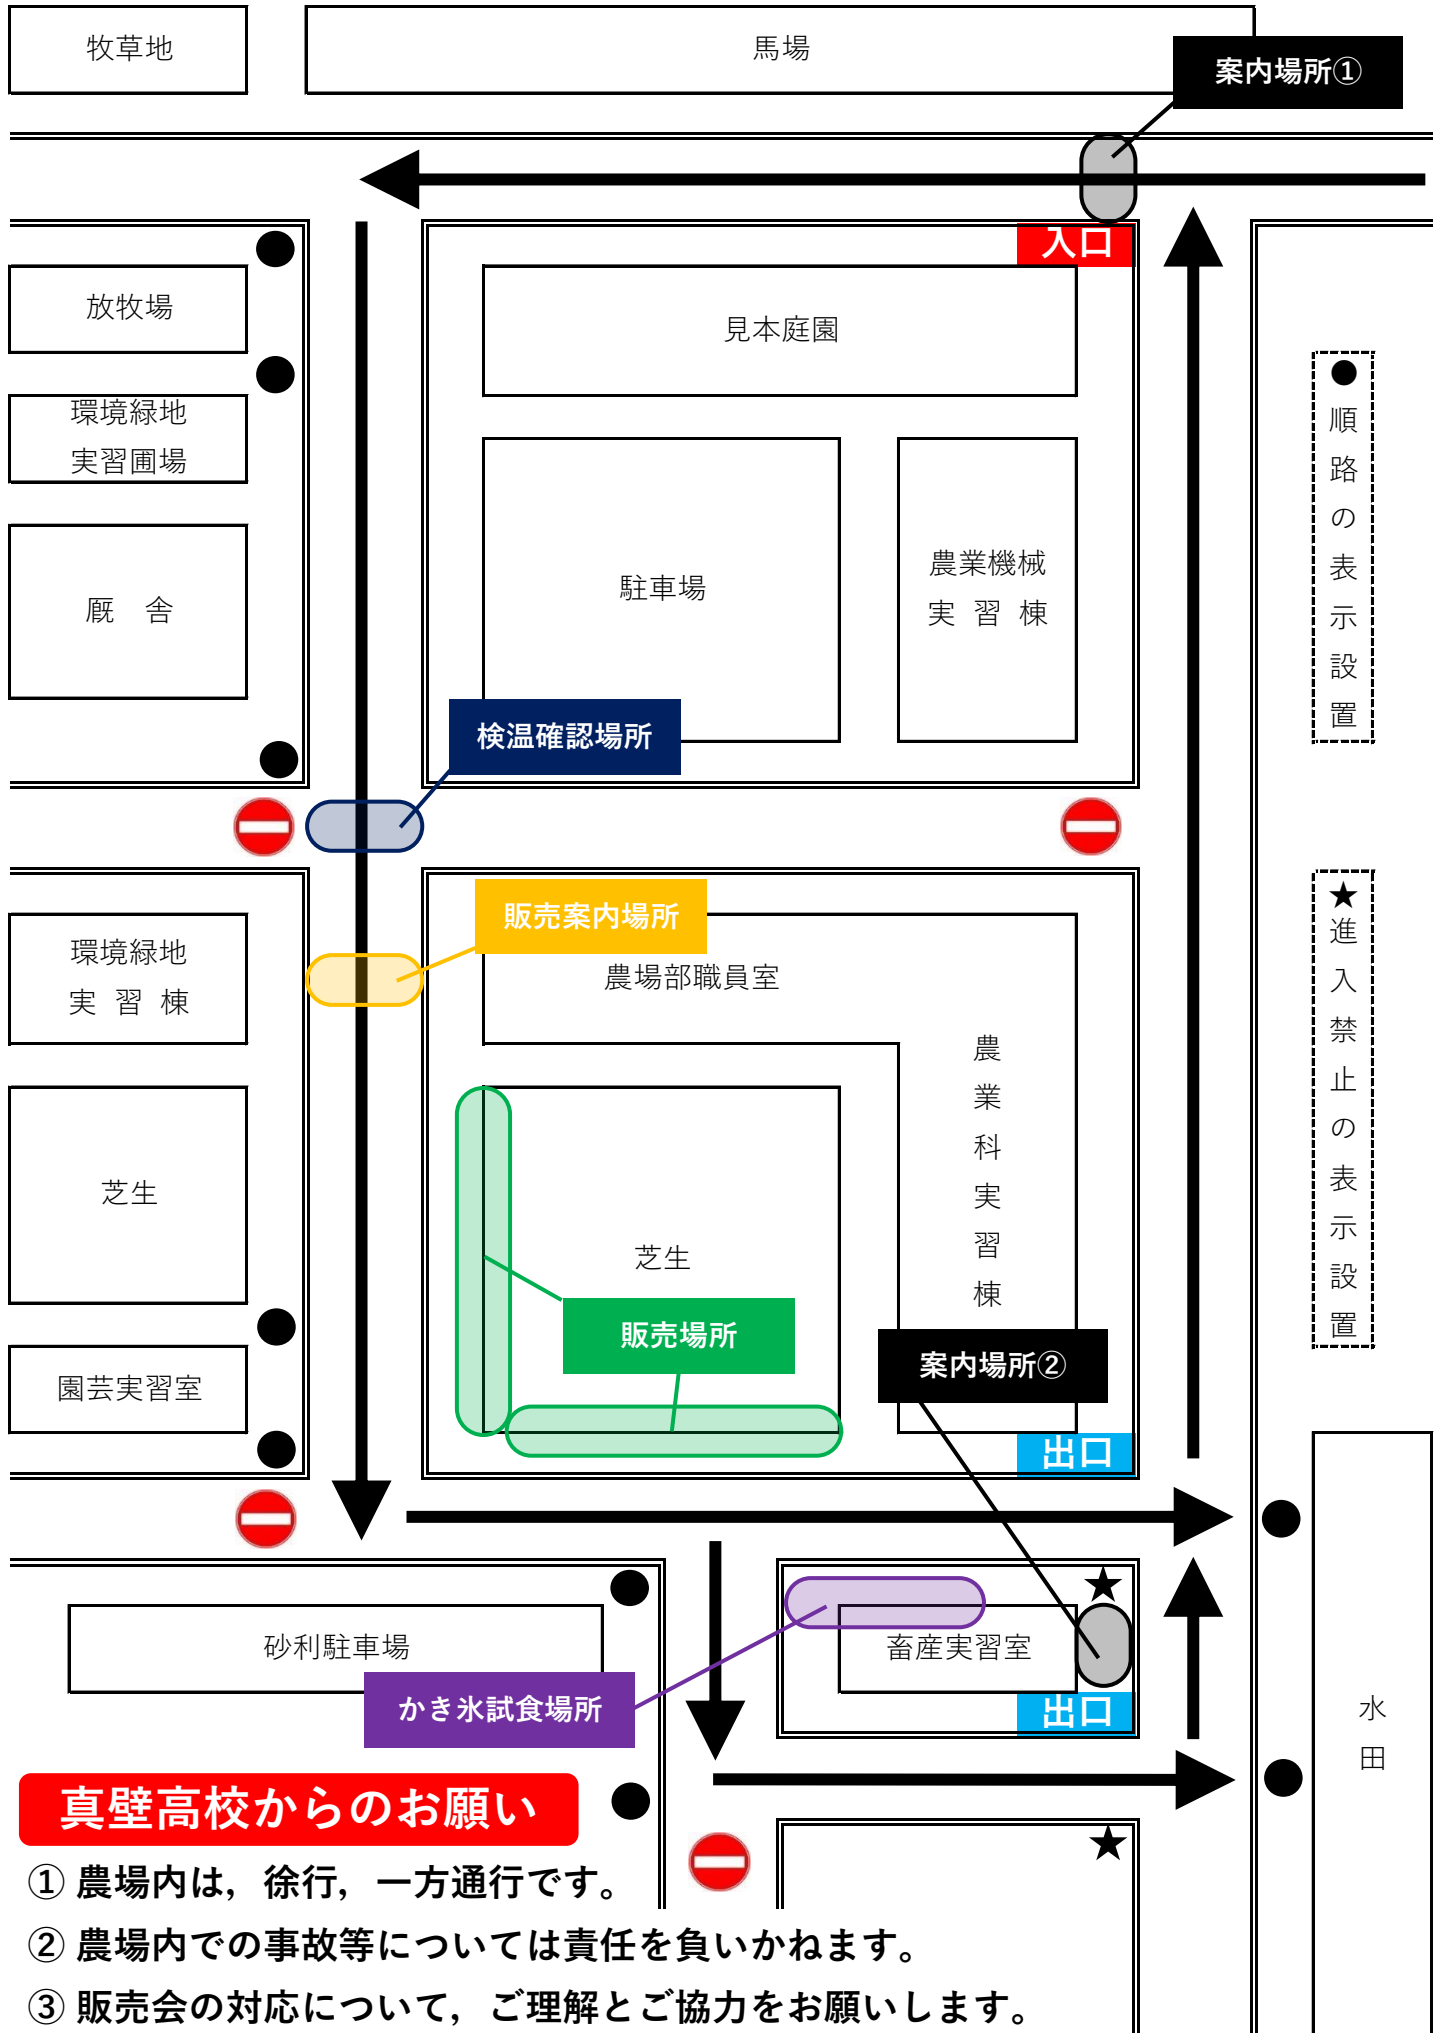 牧草地
馬場
案内場所①
入口
放牧場
見本庭園
環境緑地
実習圃場
●順路の表示設置
厩　舎
駐車場
農業機械
実 習 棟
検温確認場所
販売案内場所
★進入禁止の表示設置
環境緑地
実 習 棟
農場部職員室
農業科実習棟
芝生
芝生
販売場所
案内場所②
園芸実習室
出口
砂利駐車場
畜産実習室
かき氷試食場所
出口
水田
真壁高校からのお願い
① 農場内は，徐行，一方通行です。
② 農場内での事故等については責任を負いかねます。
③ 販売会の対応について，ご理解とご協力をお願いします。